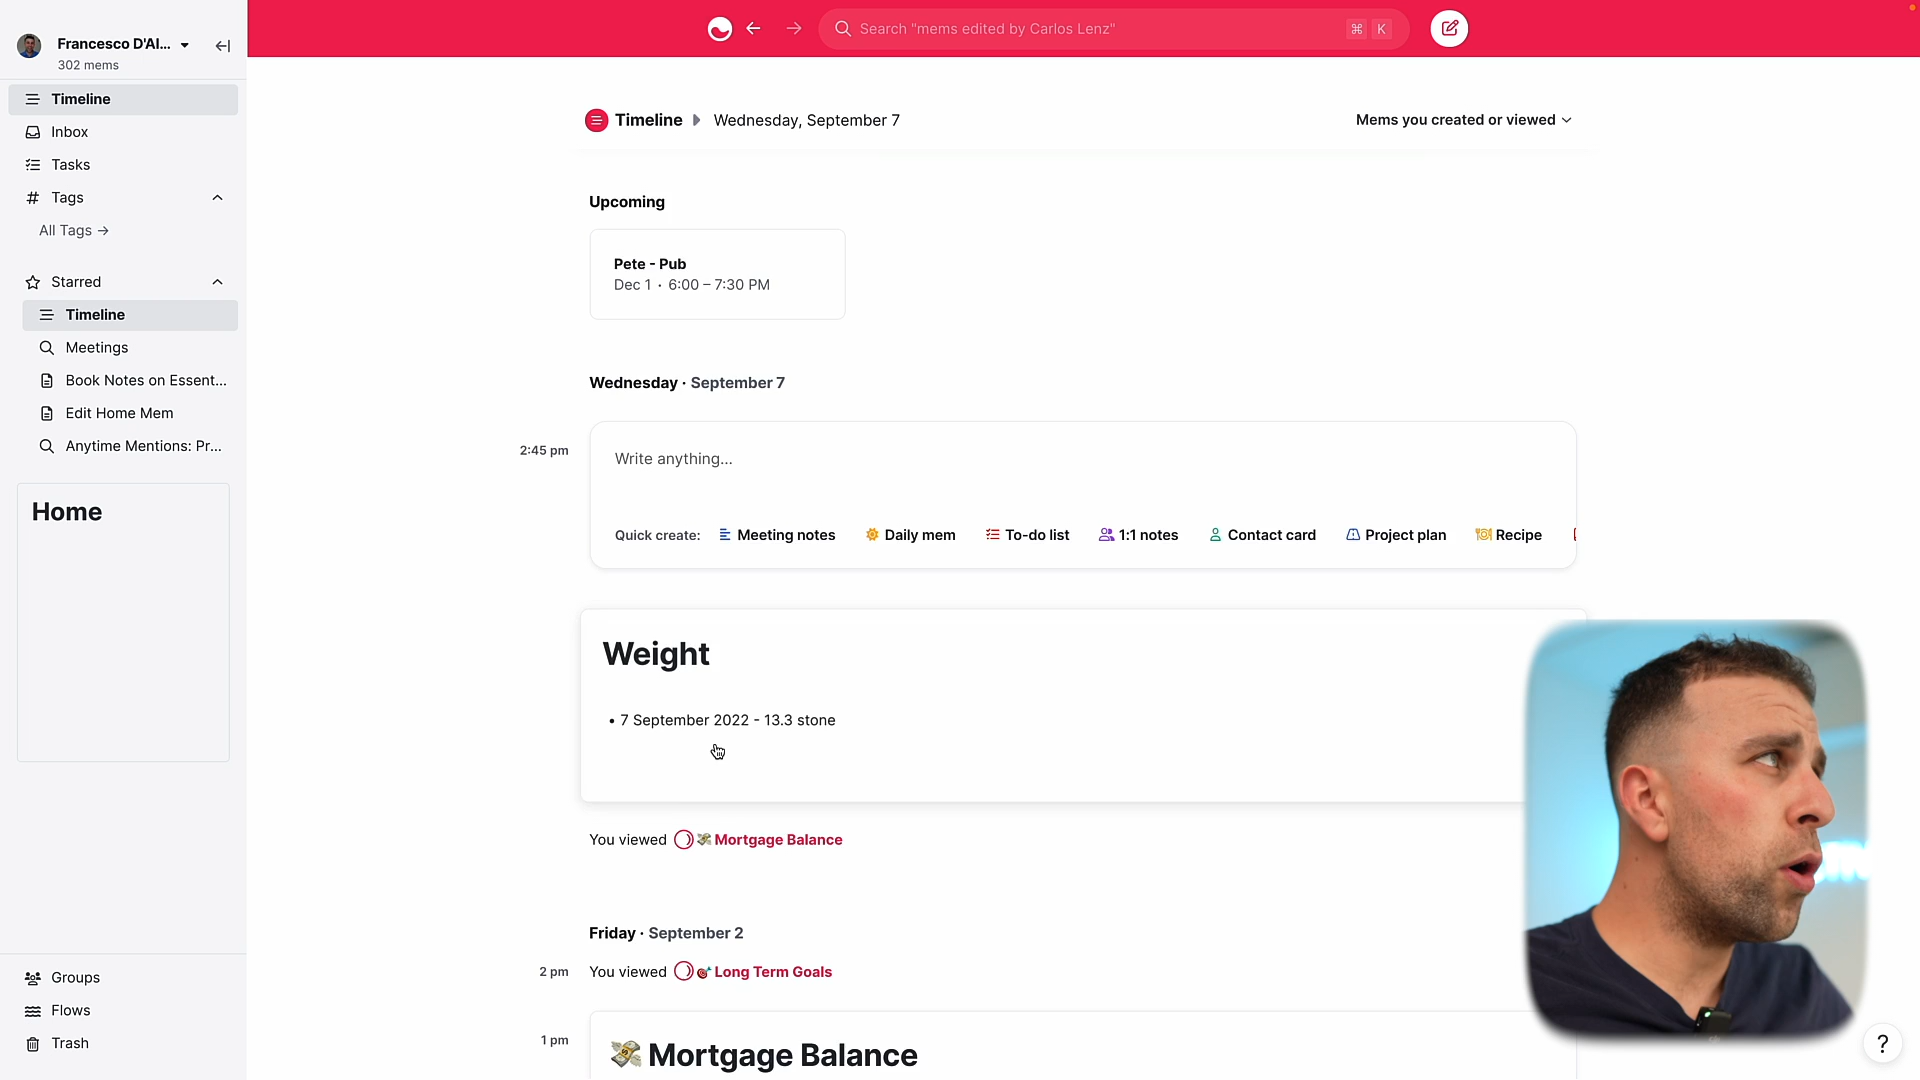 Francesco D'Al...
302 mems
Timeline
Inbox
Tasks
Tags
All Tags →
Starred
Timeline
Meetings
Book Notes on Essent...
Edit Home Mem
Anytime Mentions: Pr...
Home
Groups
Flows
Trash
Search "mems edited by Carlos Lenz"
⌘ K
Timeline Wednesday, September 7
Mems you created or viewed
Upcoming
Pete - Pub
Dec 1 · 6:00 – 7:30 PM
Wednesday · September 7
2:45 pm
Write anything...
Quick create: Meeting notes Daily mem To-do list 1:1 notes Contact card Project plan Recipe
Weight
• 7 September 2022 - 13.3 stone
You viewed 💸 Mortgage Balance
Friday · September 2
2 pm You viewed 🎯 Long Term Goals
1 pm
💸 Mortgage Balance
?